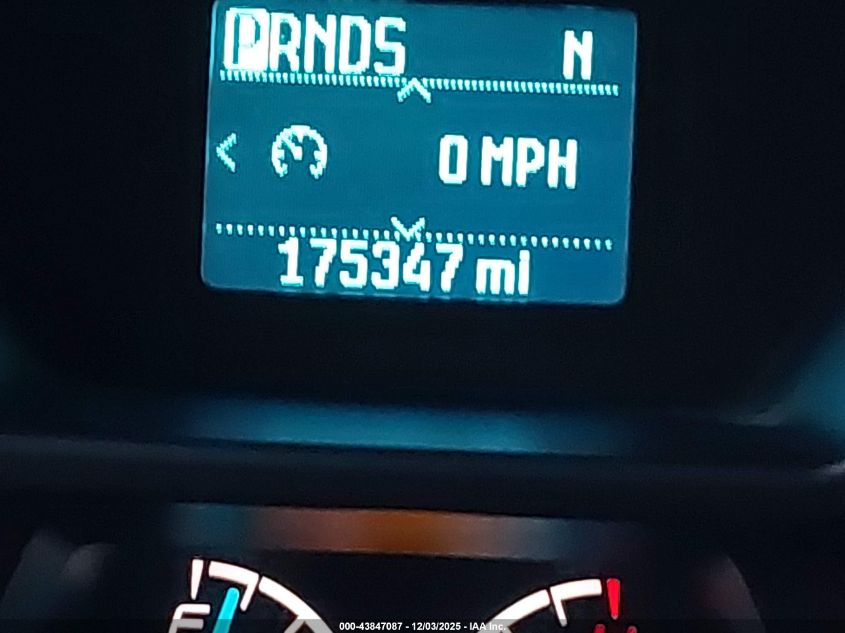 PRNDS N
0 MPH
175347 mi
000-43847087 - 12/03/2025 - IAA Inc.